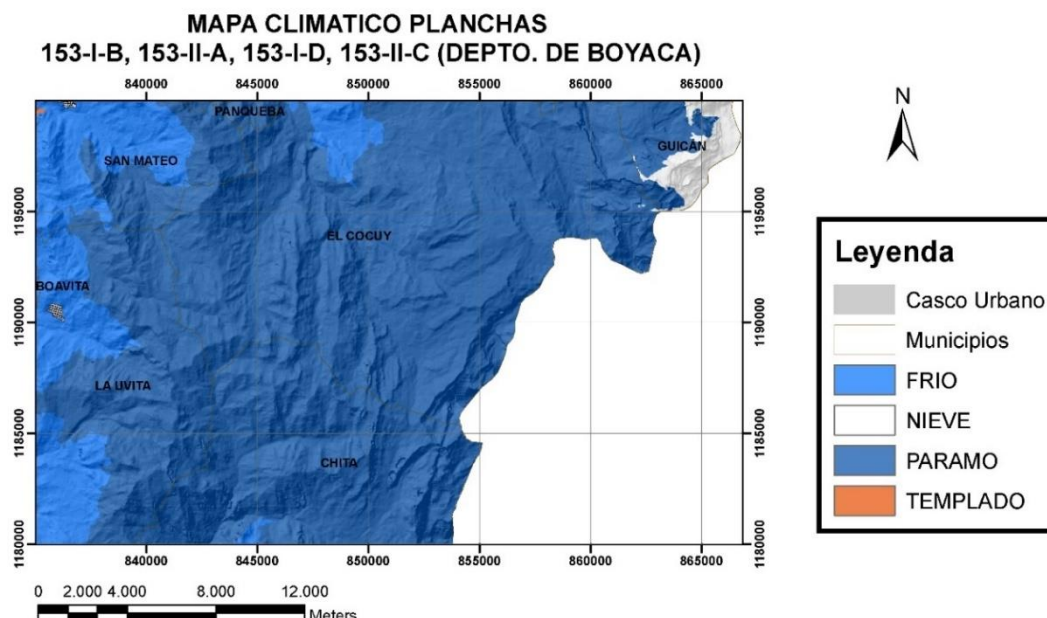 MAPA CLIMATICO PLANCHAS
153-I-B, 153-II-A, 153-I-D, 153-II-C (DEPTO. DE BOYACA)
840000 845000 850000 855000 860000 865000
N
PANQUEBA
SAN MATEO
GUICÁN
1195000 1195000
EL COCUY
BOAVITA
1190000 1190000
LA UVITA
1185000 1185000
CHITA
1180000 1180000
840000 845000 850000 855000 860000 865000
0 2.000 4.000 8.000 12.000
Meters
Leyenda
Casco Urbano
Municipios
FRIO
NIEVE
PARAMO
TEMPLADO